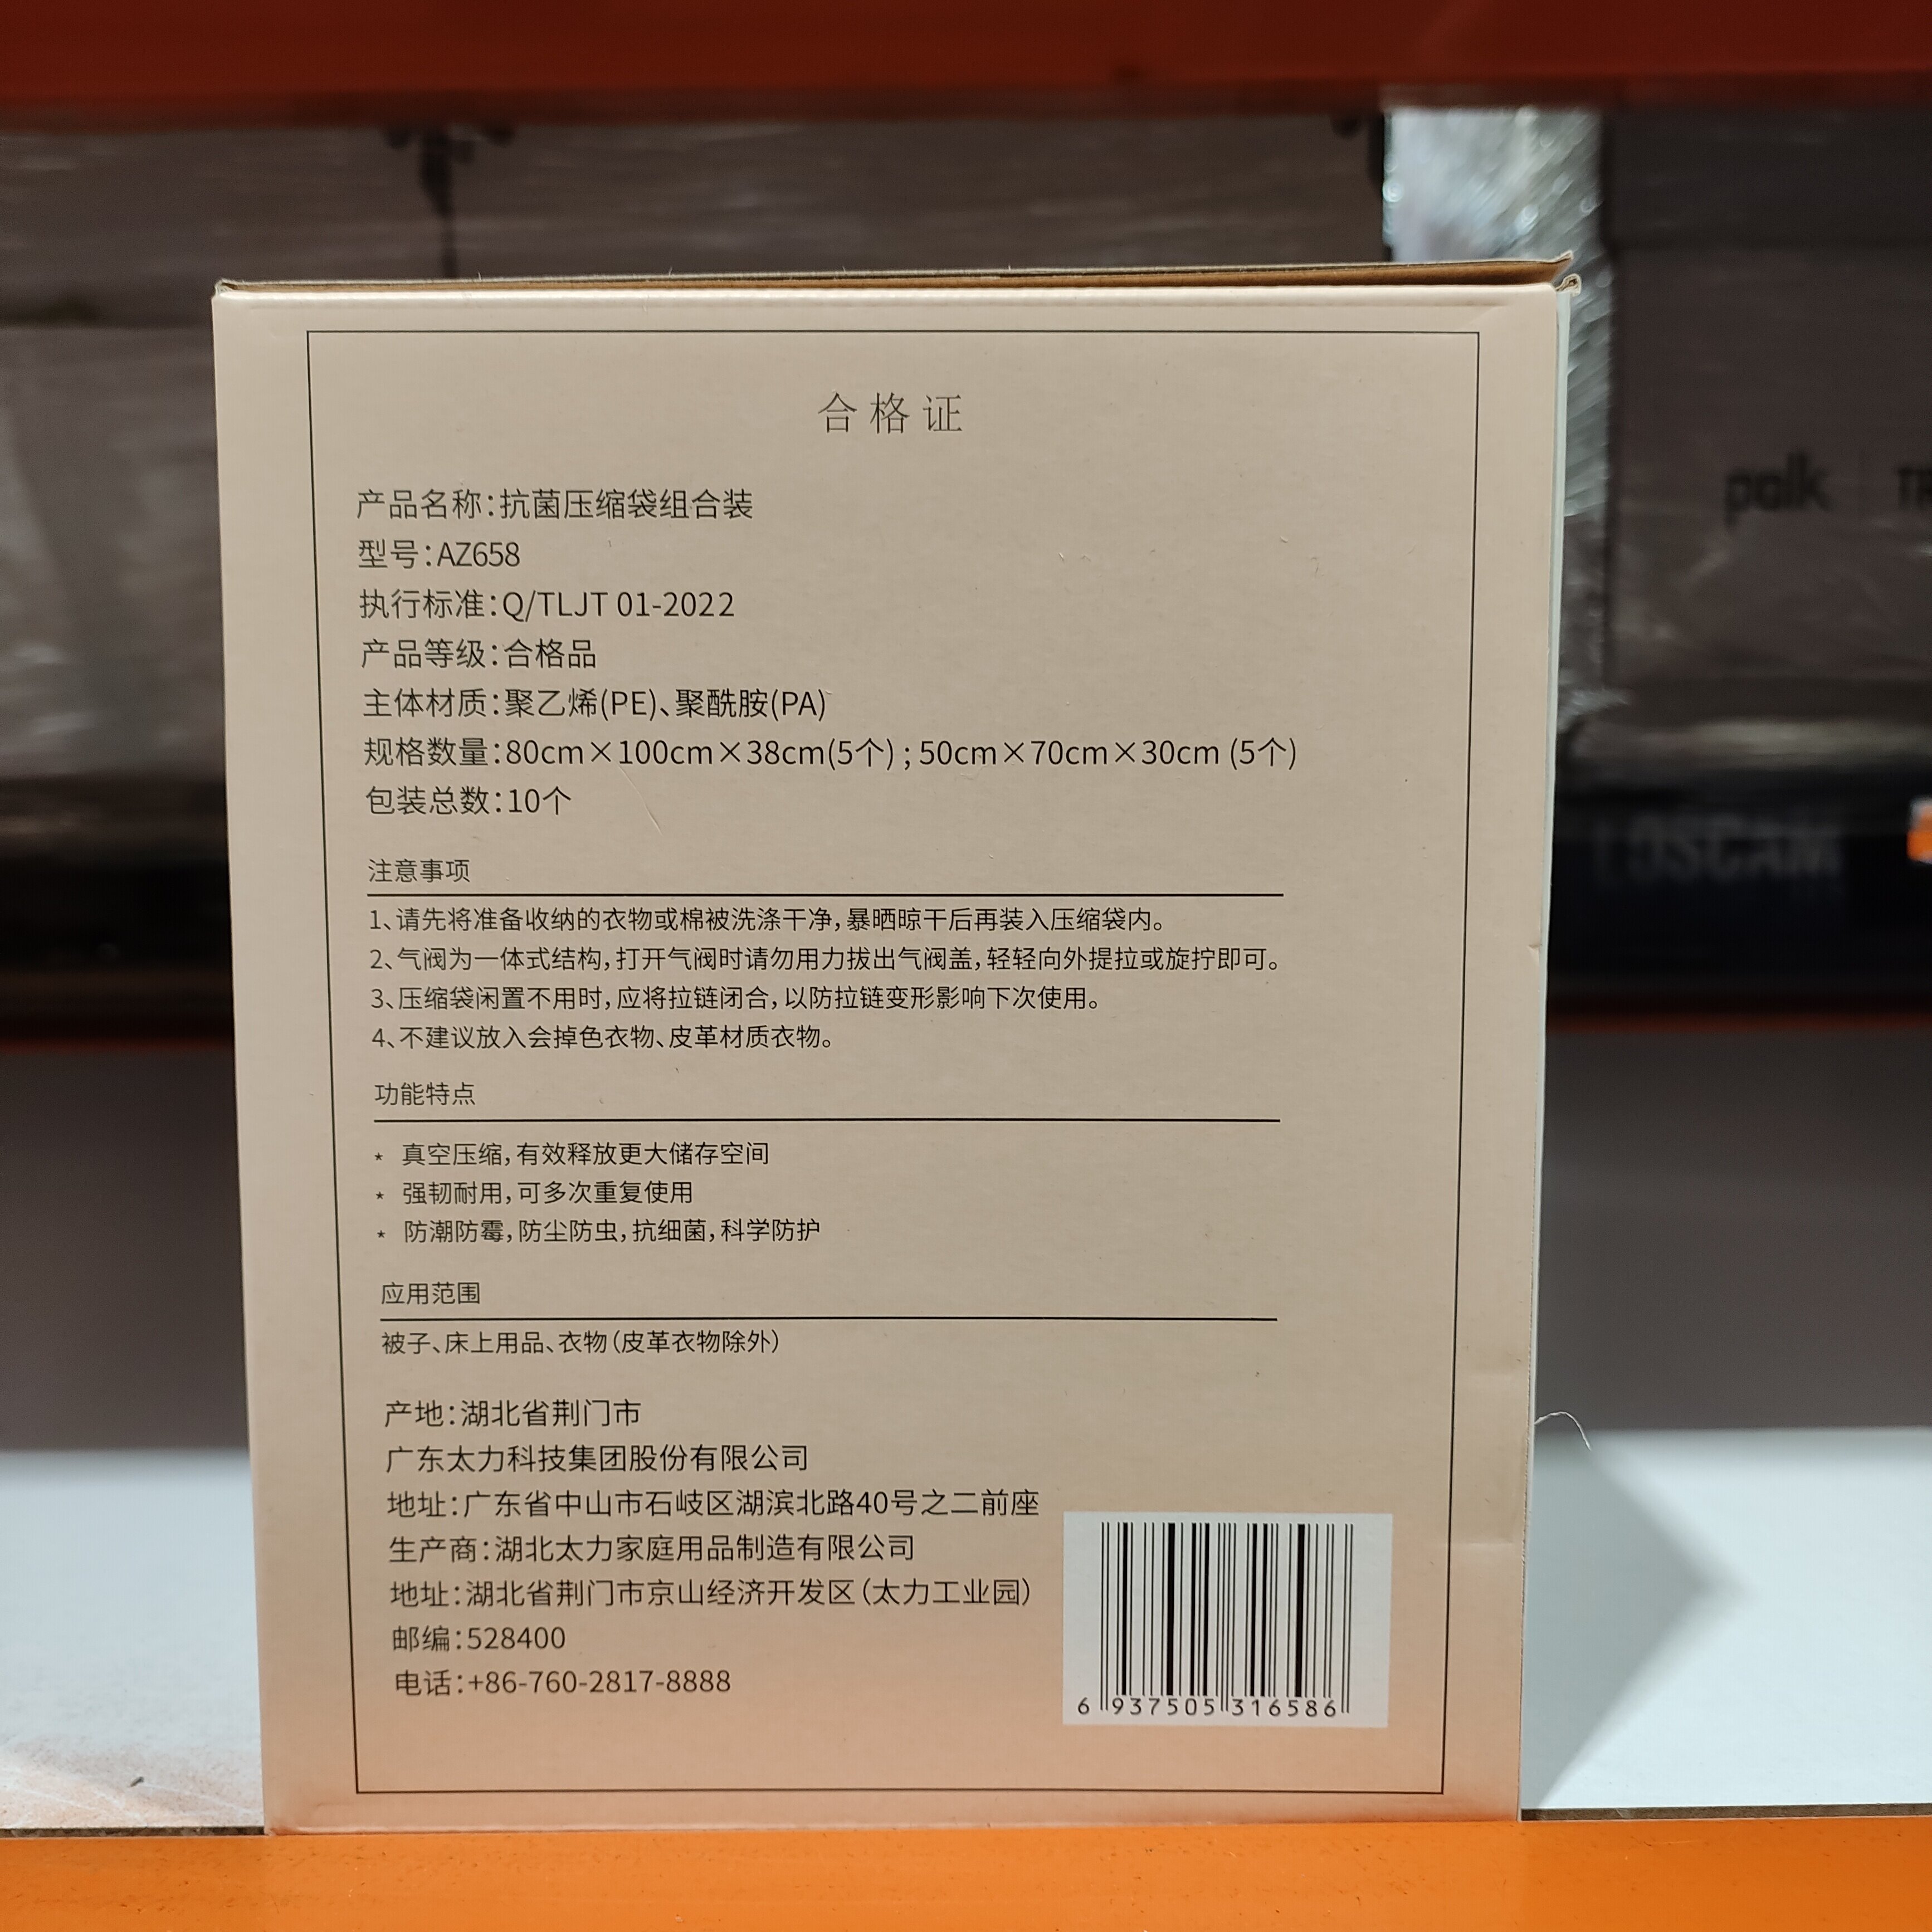 合格证
产品名称：抗菌压缩袋组合装
型号：AZ658
执行标准：Q/TLJT 01-2022
产品等级：合格品
主体材质：聚乙烯(PE)、聚酰胺(PA)
规格数量：80cm×100cm×38cm(5个)；50cm×70cm×30cm (5个)
包装总数：10个
注意事项
1、请先将准备收纳的衣物或棉被洗涤干净，暴晒晾干后再装入压缩袋内。
2、气阀为一体式结构，打开气阀时请勿用力拔出气阀盖，轻轻向外提拉或旋拧即可。
3、压缩袋闲置不用时，应将拉链闭合，以防拉链变形影响下次使用。
4、不建议放入会掉色衣物、皮革材质衣物。
功能特点
* 真空压缩，有效释放更大储存空间
* 强韧耐用，可多次重复使用
* 防潮防霉，防尘防虫，抗细菌，科学防护
应用范围
被子、床上用品、衣物（皮革衣物除外）
产地：湖北省荆门市
广东太力科技集团股份有限公司
地址：广东省中山市石岐区湖滨北路40号之二前座
生产商：湖北太力家庭用品制造有限公司
地址：湖北省荆门市京山经济开发区（太力工业园）
邮编：528400
电话：+86-760-2817-8888
6 937505 316586
palk
LOSCAM